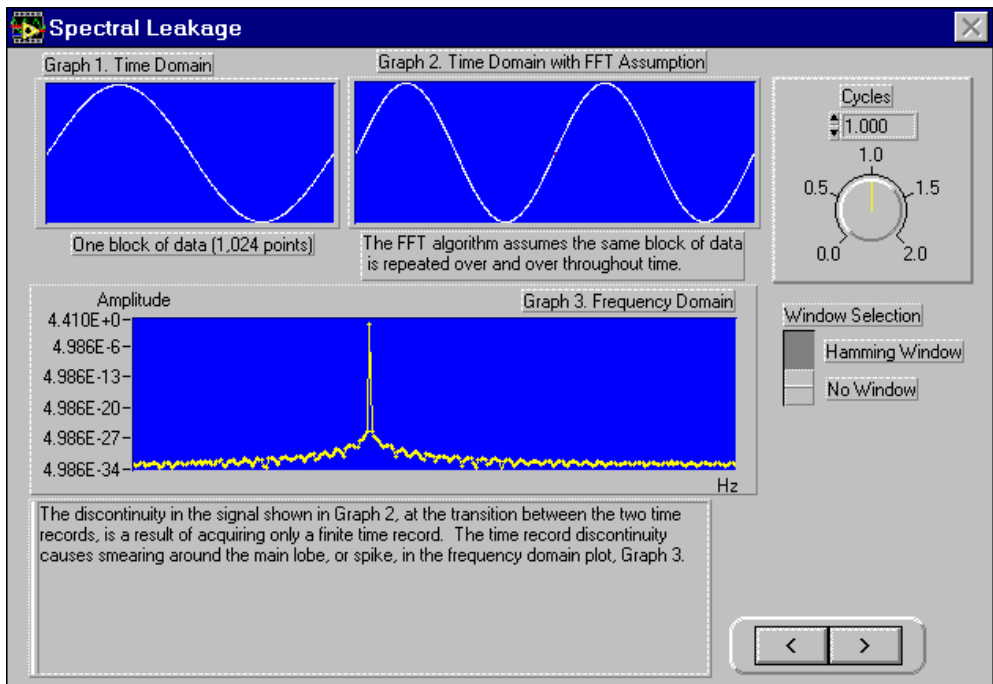 Spectral Leakage
Graph 1. Time Domain
Graph 2. Time Domain with FFT Assumption
One block of data (1,024 points)
The FFT algorithm assumes the same block of data
is repeated over and over throughout time.
Cycles
1.000
1.0
0.5
1.5
0.0
2.0
Amplitude
Graph 3. Frequency Domain
4.410E+0
4.986E-6
4.986E-13
4.986E-20
4.986E-27
4.986E-34
Hz
Window Selection
Hamming Window
No Window
The discontinuity in the signal shown in Graph 2, at the transition between the two time
records, is a result of acquiring only a finite time record.  The time record discontinuity
causes smearing around the main lobe, or spike, in the frequency domain plot, Graph 3.
< >